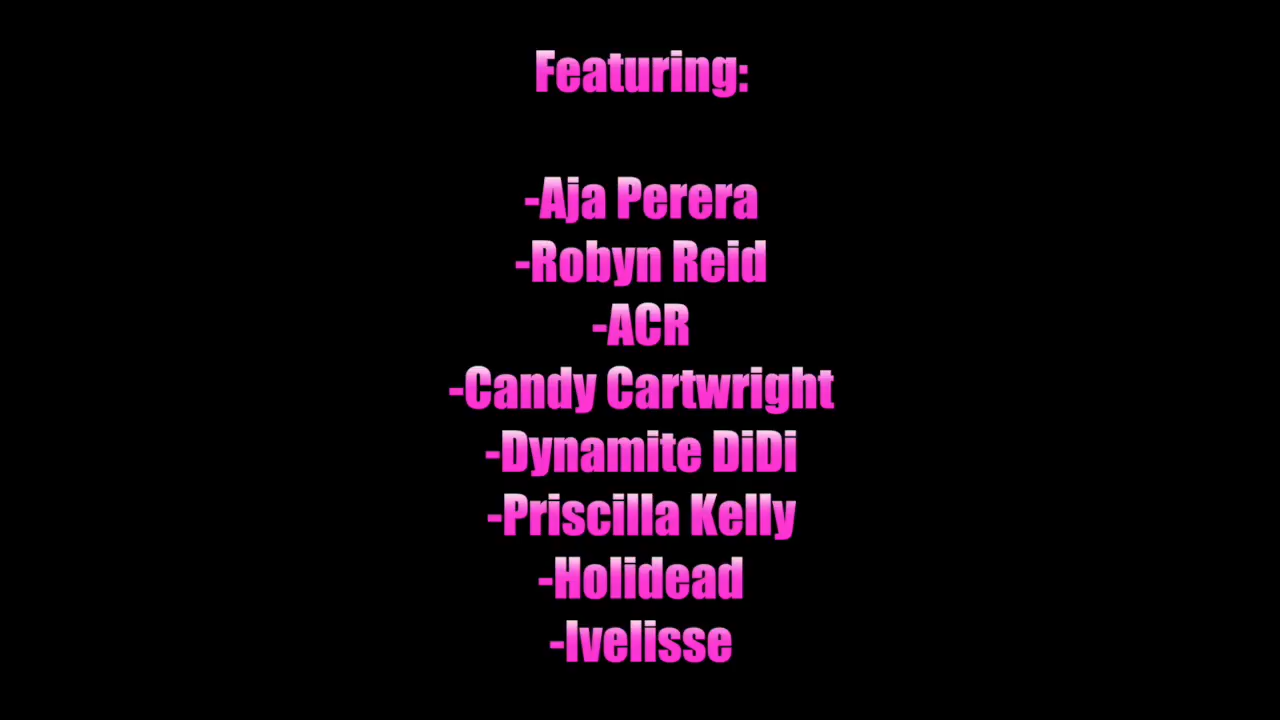 Featuring:
-Aja Perera
-Robyn Reid
-ACR
-Candy Cartwright
-Dynamite DiDi
-Priscilla Kelly
-Holidead
-Ivelisse